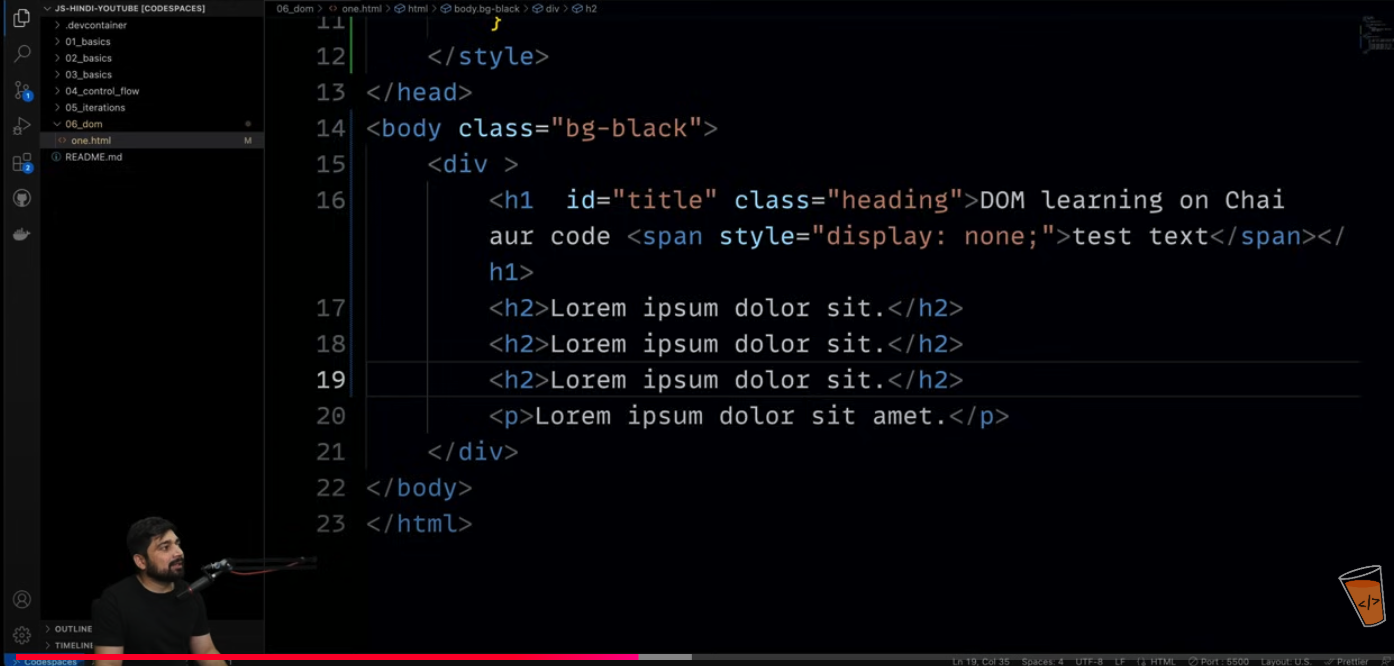 JS-HINDI-YOUTUBE [CODESPACES]
.devcontainer
01_basics
02_basics
03_basics
04_control_flow
05_iterations
06_dom
one.html M
README.md
OUTLINE
TIMELINE
Codespaces
1
2
06_dom > one.html > html > body.bg-black > div > h2
11 }
12 </style>
13 </head>
14 <body class="bg-black">
15 <div >
16 <h1  id="title" class="heading">DOM learning on Chai
aur code <span style="display: none;">test text</span></
h1>
17 <h2>Lorem ipsum dolor sit.</h2>
18 <h2>Lorem ipsum dolor sit.</h2>
19 <h2>Lorem ipsum dolor sit.</h2>
20 <p>Lorem ipsum dolor sit amet.</p>
21 </div>
22 </body>
23 </html>
</>
Ln 19, Col 35 Spaces: 4 UTF-8 LF HTML Port : 5500 Layout: U.S. Prettier